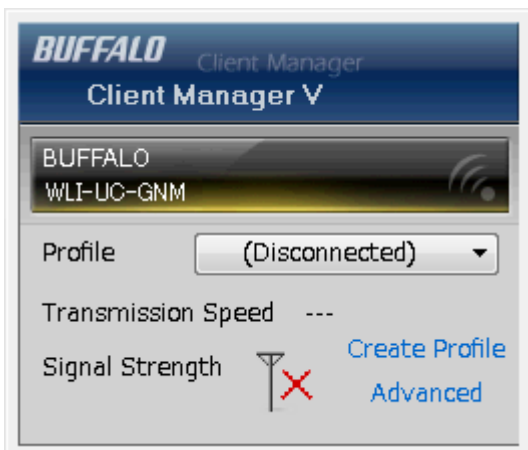 BUFFALO Client Manager
Client Manager V
BUFFALO
WLI-UC-GNM
Profile (Disconnected)
Transmission Speed ---
Signal Strength
Create Profile
Advanced